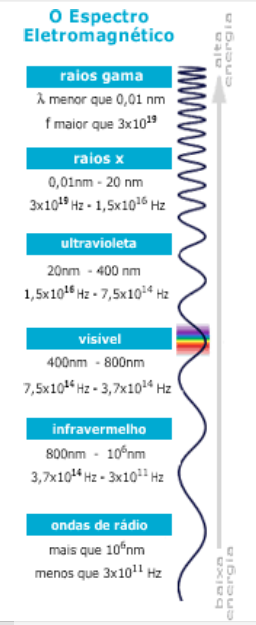 O Espectro
Eletromagnético
raios gama
λ menor que 0,01 nm
f maior que 3x10¹⁹
raios x
0,01nm - 20 nm
3x10¹⁹ Hz - 1,5x10¹⁶ Hz
ultravioleta
20nm - 400 nm
1,5x10¹⁶ Hz - 7,5x10¹⁴ Hz
visível
400nm - 800nm
7,5x10¹⁴ Hz - 3,7x10¹⁴ Hz
infravermelho
800nm - 10⁶nm
3,7x10¹⁴ Hz - 3x10¹¹ Hz
ondas de rádio
mais que 10⁶nm
menos que 3x10¹¹ Hz
alta
energia
baixa
energia